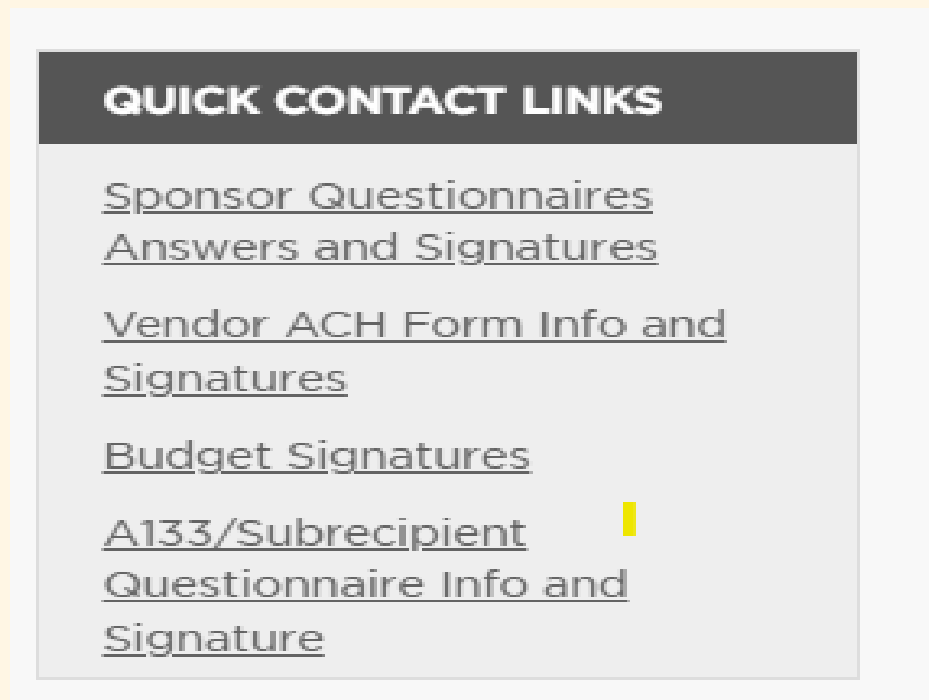 QUICK CONTACT LINKS
Sponsor Questionnaires
Answers and Signatures
Vendor ACH Form Info and
Signatures
Budget Signatures
A133/Subrecipient
Questionnaire Info and
Signature